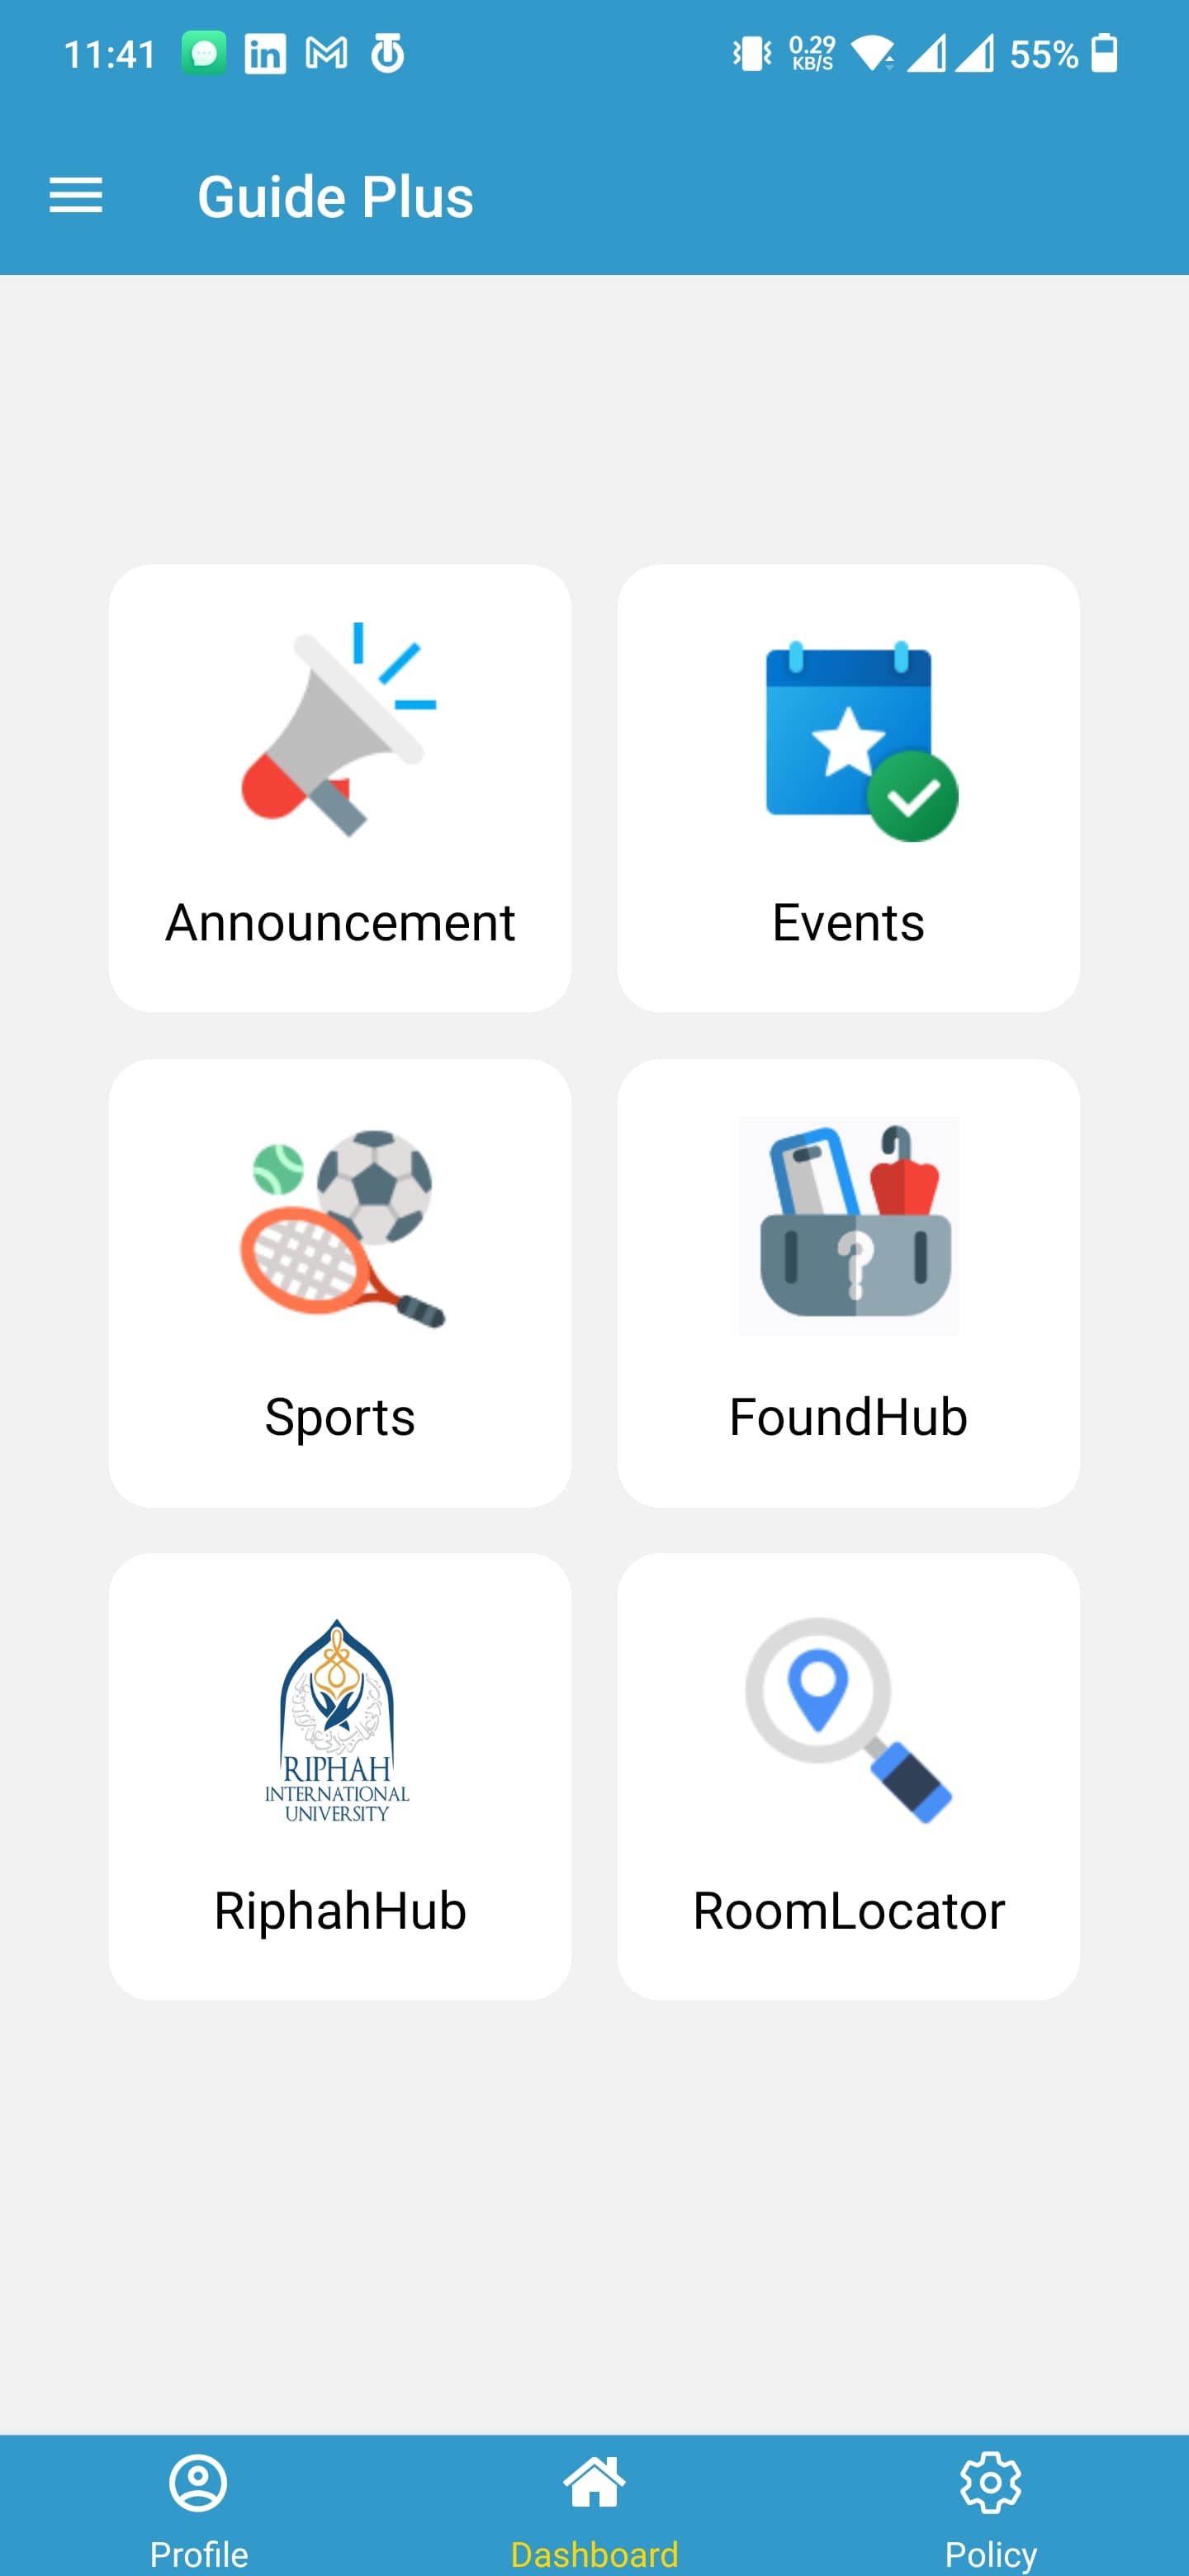 11:41
0.29
KB/S
55%
Guide Plus
Announcement
Events
Sports
FoundHub
RIPHAH
INTERNATIONAL
UNIVERSITY
RiphahHub
RoomLocator
Profile
Dashboard
Policy